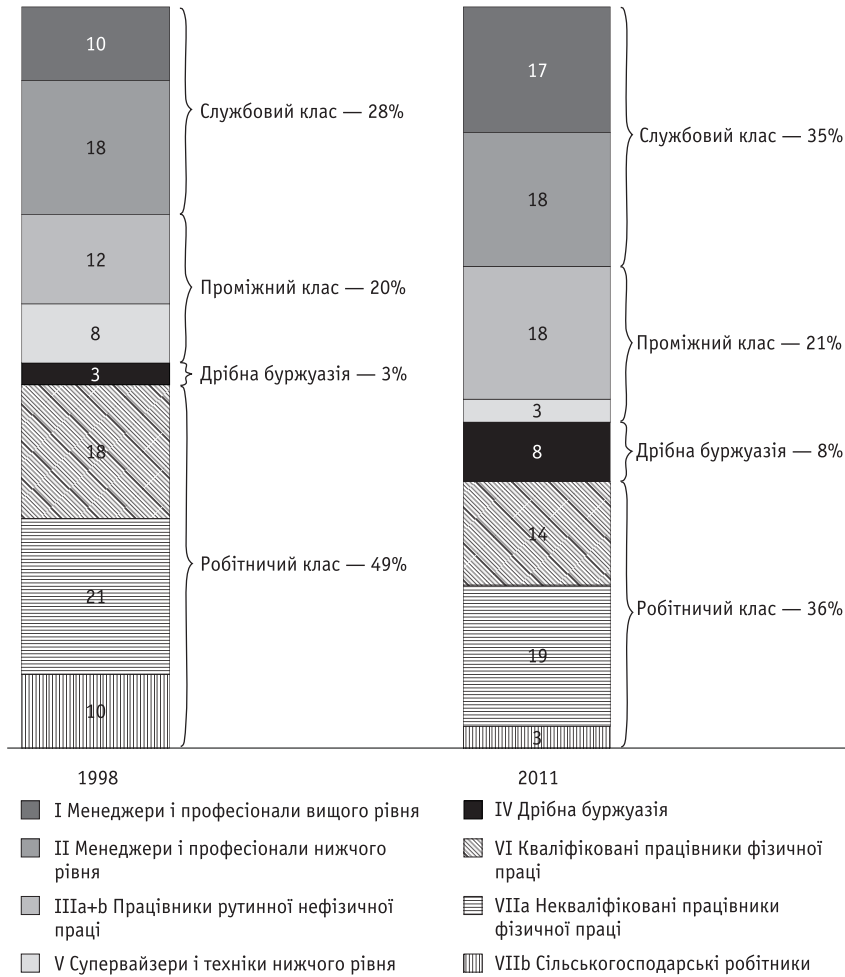 10
18
12
8
3
18
21
10
Службовий клас — 28%
Проміжний клас — 20%
Дрібна буржуазія — 3%
Робітничий клас — 49%
1998
17
18
18
3
8
14
19
3
Службовий клас — 35%
Проміжний клас — 21%
Дрібна буржуазія — 8%
Робітничий клас — 36%
2011
I Менеджери і професіонали вищого рівня
II Менеджери і професіонали нижчого
рівня
IIIa+b Працівники рутинної нефізичної
праці
V Супервайзери і техніки нижчого рівня
IV Дрібна буржуазія
VI Кваліфіковані працівники фізичної
праці
VIIa Некваліфіковані працівники
фізичної праці
VIIb Сільськогосподарські робітники